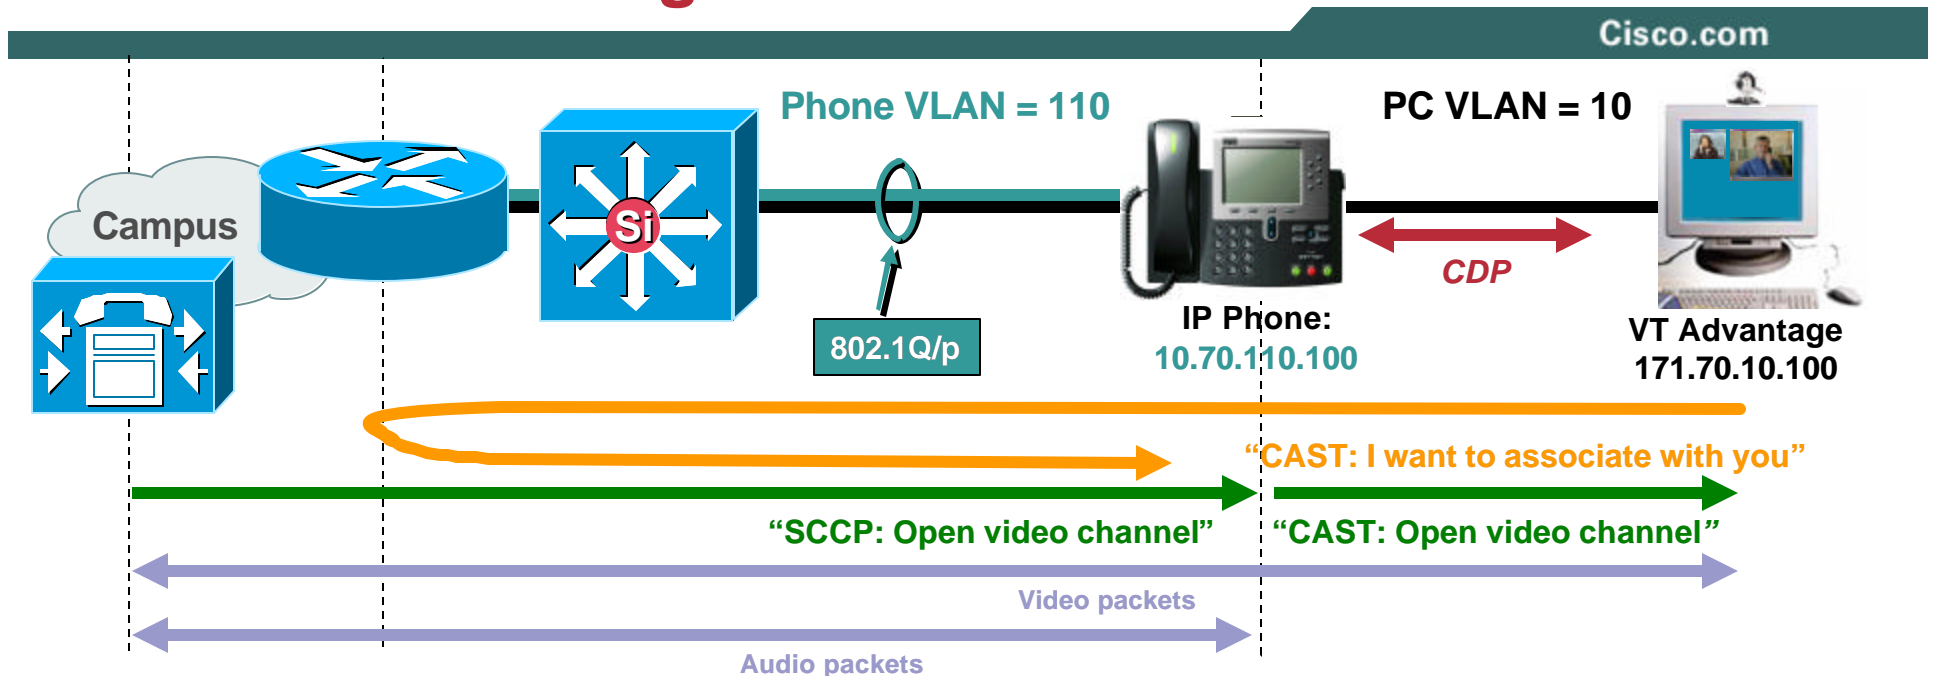 Cisco.com
Phone VLAN = 110
PC VLAN = 10
Campus
Si
CDP
802.1Q/p
IP Phone:
10.70.110.100
VT Advantage
171.70.10.100
“CAST: I want to associate with you”
“SCCP: Open video channel”
“CAST: Open video channel”
Video packets
Audio packets